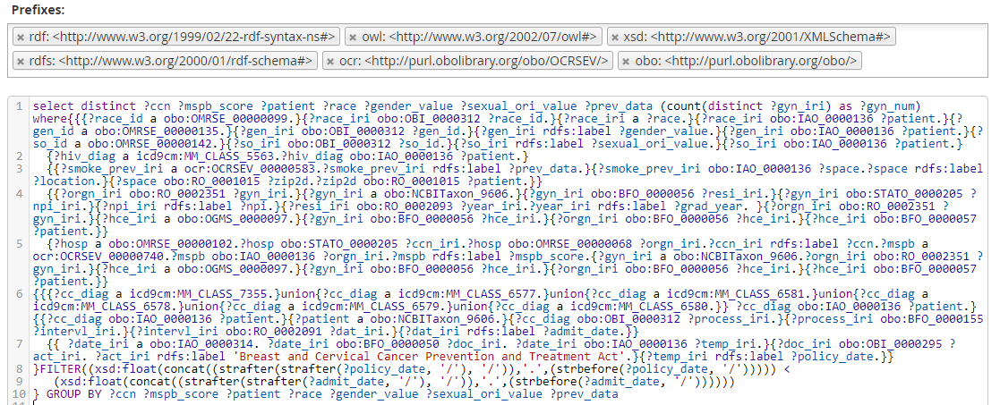 Prefixes:
× rdf: <http://www.w3.org/1999/02/22-rdf-syntax-ns#> × owl: <http://www.w3.org/2002/07/owl#> × xsd: <http://www.w3.org/2001/XMLSchema#>
× rdfs: <http://www.w3.org/2000/01/rdf-schema#> × ocr: <http://purl.obolibrary.org/obo/OCRSEV/> × obo: <http://purl.obolibrary.org/obo/>
1 select distinct ?ccn ?mspb_score ?patient ?race ?gender_value ?sexual_ori_value ?prev_data (count(distinct ?gyn_iri) as ?gyn_num)
where{{{?race_id a obo:OMRSE_00000099.}{?race_iri obo:OBI_0000312 ?race_id.}{?race_iri a ?race.}{?race_iri obo:IAO_0000136 ?patient.}{?
gen_id a obo:OMRSE_00000135.}{?gen_iri obo:OBI_0000312 ?gen_id.}{?gen_iri rdfs:label ?gender_value.}{?gen_iri obo:IAO_0000136 ?patient.}{?
so_id a obo:OMRSE_00000142.}{?so_iri obo:OBI_0000312 ?so_id.}{?so_iri rdfs:label ?sexual_ori_value.}{?so_iri obo:IAO_0000136 ?patient.}
2 {?hiv_diag a icd9cm:MM_CLASS_5563.?hiv_diag obo:IAO_0000136 ?patient.}
3 {{?smoke_prev_iri a ocr:OCRSEV_00000583.?smoke_prev_iri rdfs:label ?prev_data.}{?smoke_prev_iri obo:IAO_0000136 ?space.?space rdfs:label
?location.}{?space obo:RO_0001015 ?zip2d.?zip2d obo:RO_0001015 ?patient.}}
4 {{?orgn_iri obo:RO_0002351 ?gyn_iri.}{?gyn_iri a obo:NCBITaxon_9606.}{?gyn_iri obo:BFO_0000056 ?resi_iri.}{?gyn_iri obo:STATO_0000205 ?
npi_iri.}{?npi_iri rdfs:label ?npi.}{?resi_iri obo:RO_0002093 ?year_iri.?year_iri rdfs:label ?grad_year. }{?orgn_iri obo:RO_0002351 ?
gyn_iri.}{?hce_iri a obo:OGMS_0000097.}{?gyn_iri obo:BFO_0000056 ?hce_iri.}{?orgn_iri obo:BFO_0000056 ?hce_iri.}{?hce_iri obo:BFO_0000057
?patient.}}
5 {?hosp a obo:OMRSE_00000102.?hosp obo:STATO_0000205 ?ccn_iri.?hosp obo:OMRSE_00000068 ?orgn_iri.?ccn_iri rdfs:label ?ccn.?mspb a
ocr:OCRSEV_00000740.?mspb obo:IAO_0000136 ?orgn_iri.?mspb rdfs:label ?mspb_score.{?gyn_iri a obo:NCBITaxon_9606.?orgn_iri obo:RO_0002351 ?
gyn_iri.}{?hce_iri a obo:OGMS_0000097.}{?gyn_iri obo:BFO_0000056 ?hce_iri.}{?orgn_iri obo:BFO_0000056 ?hce_iri.}{?hce_iri obo:BFO_0000057
?patient.}}
6 {{{?cc_diag a icd9cm:MM_CLASS_7355.}union{?cc_diag a icd9cm:MM_CLASS_6577.}union{?cc_diag a icd9cm:MM_CLASS_6581.}union{?cc_diag a
icd9cm:MM_CLASS_6578.}union{?cc_diag a icd9cm:MM_CLASS_6579.}union{?cc_diag a icd9cm:MM_CLASS_6580.}} ?cc_diag obo:IAO_0000136 ?patient.}
{{?cc_diag obo:IAO_0000136 ?patient.}{?patient a obo:NCBITaxon_9606.}{?cc_diag obo:OBI_0000312 ?process_iri.}{?process_iri obo:BFO_0000155
?intervl_iri.}{?intervl_iri obo:RO_0002091 ?dat_iri.}{?dat_iri rdfs:label ?admit_date.}}
7 {{ ?date_iri a obo:IAO_0000314. ?date_iri obo:BFO_0000050 ?doc_iri. ?date_iri obo:IAO_0000136 ?temp_iri.}{?doc_iri obo:OBI_0000295 ?
act_iri. ?act_iri rdfs:label 'Breast and Cervical Cancer Prevention and Treatment Act'.}{?temp_iri rdfs:label ?policy_date.}}
8 }FILTER((xsd:float(concat((strafter(strafter(?policy_date, '/'), '/')),'.',(strbefore(?policy_date, '/'))))) <
9 (xsd:float(concat((strafter(strafter(?admit_date, '/'), '/')),'.',(strbefore(?admit_date, '/'))))))
10 } GROUP BY ?ccn ?mspb_score ?patient ?race ?gender_value ?sexual_ori_value ?prev_data